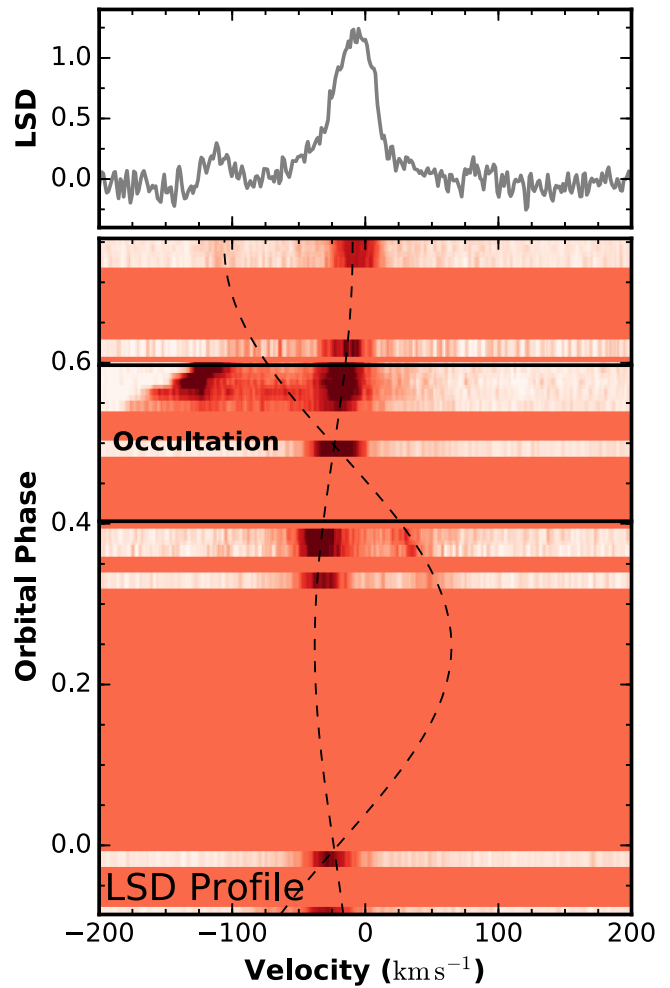 LSD
1.0
0.5
0.0
Orbital Phase
0.6
0.4
0.2
0.0
Occultation
LSD Profile
−200
−100
0
100
200
Velocity (km s⁻¹)